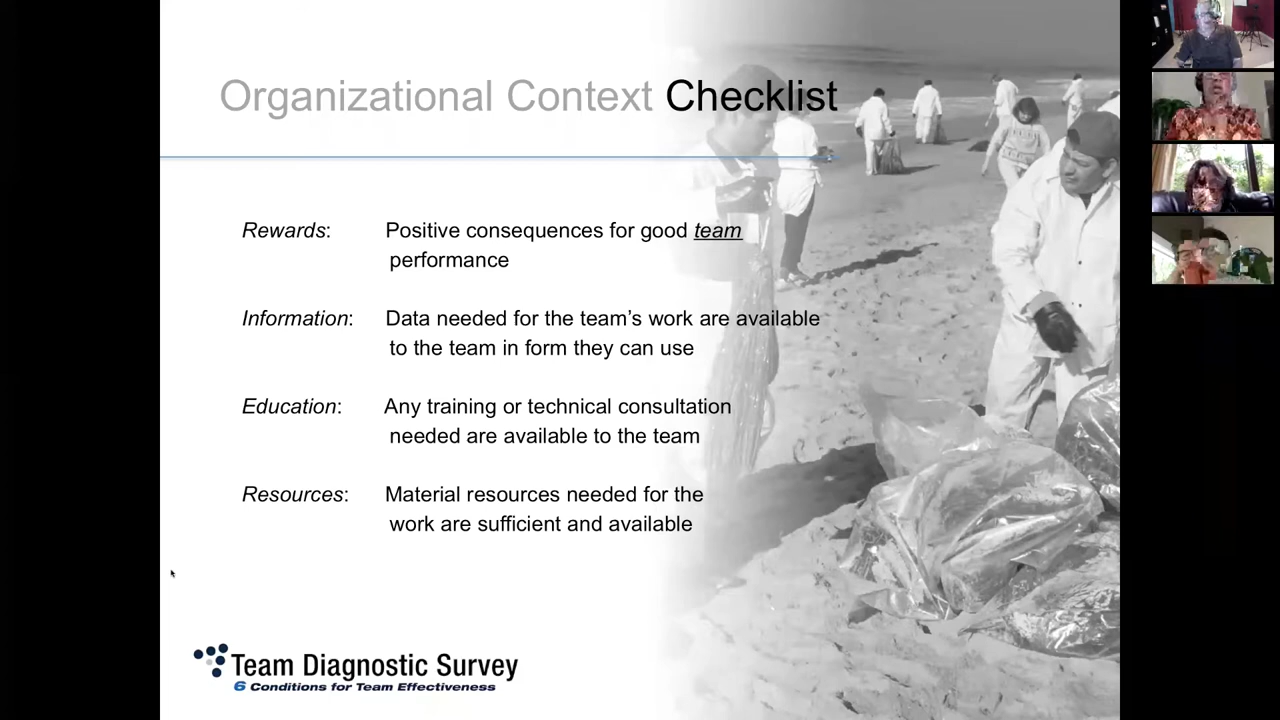 Organizational Context Checklist
Rewards: Positive consequences for good team
performance
Information: Data needed for the team’s work are available
to the team in form they can use
Education: Any training or technical consultation
needed are available to the team
Resources: Material resources needed for the
work are sufficient and available
Team Diagnostic Survey
6 Conditions for Team Effectiveness